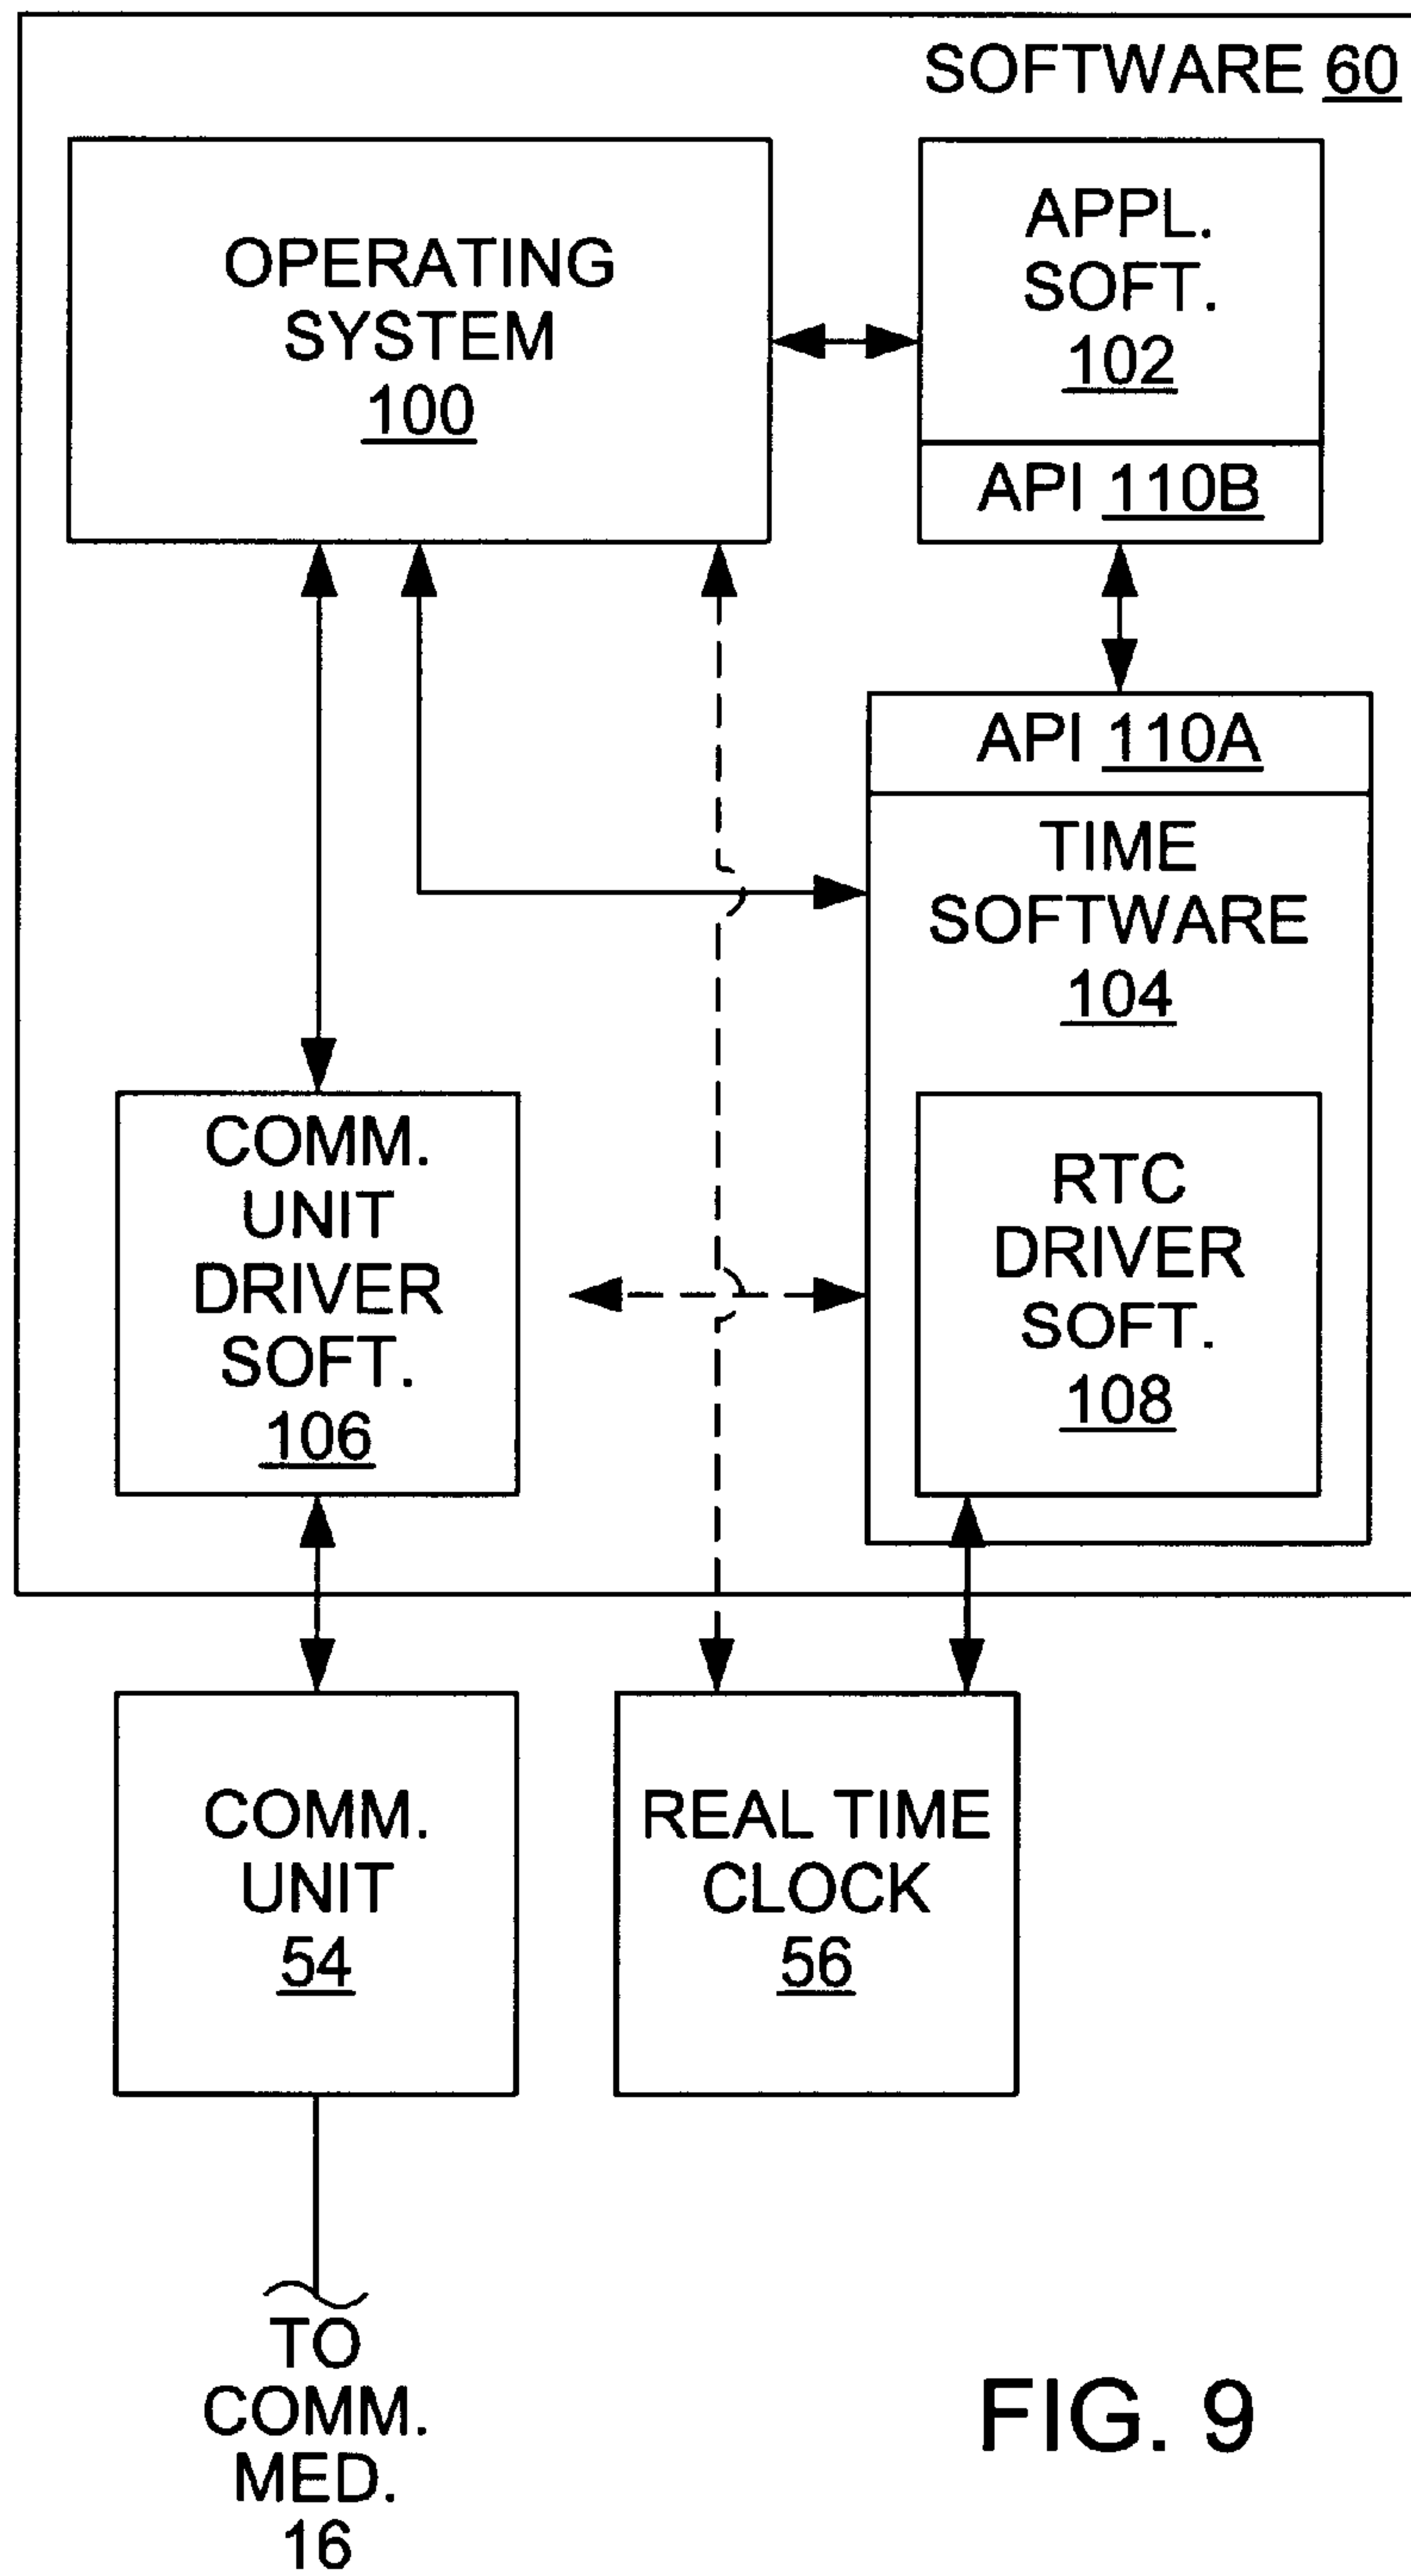 SOFTWARE 60
OPERATING
SYSTEM
100
APPL.
SOFT.
102
API 110B
API 110A
TIME
SOFTWARE
104
COMM.
UNIT
DRIVER
SOFT.
106
RTC
DRIVER
SOFT.
108
COMM.
UNIT
54
REAL TIME
CLOCK
56
TO
COMM.
MED.
16
FIG. 9